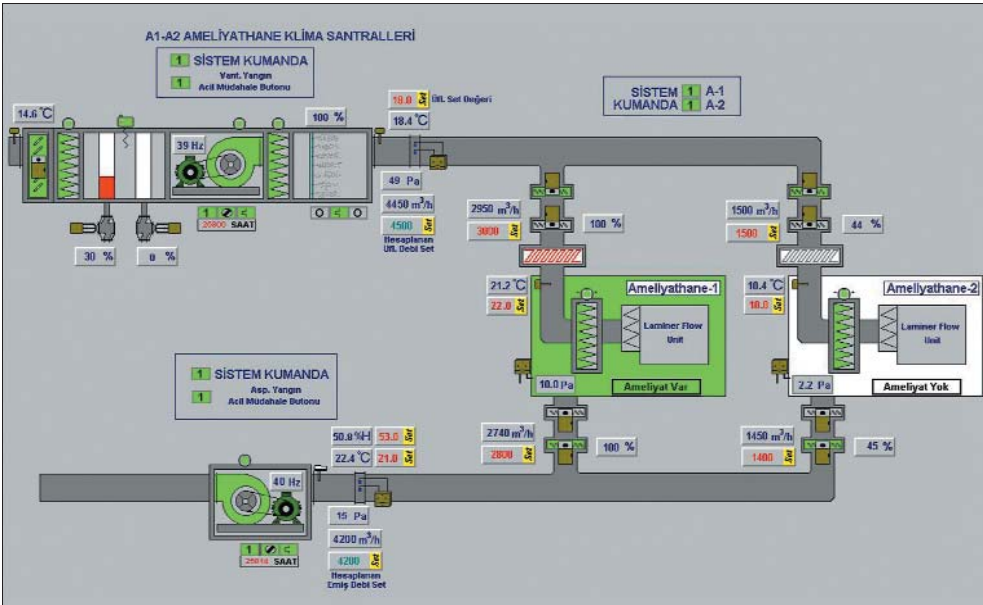 A1-A2 AMELİYATHANE KLİMA SANTRALLERİ
1 SİSTEM KUMANDA
1 Vant. Yangın
Acil Müdahale Butonu
SİSTEM 1 A-1
KUMANDA 1 A-2
14.6 °C
100 %
18.0 Set Üfl. Set Değeri
18.4 °C
39 Hz
49 Pa
4450 m³/h
4500 Set
Hesaplanan
Üfl. Debi Set
1
SAAT
30 %
0 %
2950 m³/h
3000 Set
100 %
1500 m³/h
1500 Set
44 %
21.2 °C
22.0 Set
Ameliyathane-1
Laminer Flow
Unit
10.0 Pa
Ameliyat Var
18.4 °C
18.0 Set
Ameliyathane-2
Laminer Flow
Unit
2.2 Pa
Ameliyat Yok
1 SİSTEM KUMANDA
1 Asp. Yangın
Acil Müdahale Butonu
50.8 %H 53.0 Set
22.4 °C 21.0 Set
2740 m³/h
2800 Set
100 %
1450 m³/h
1400 Set
45 %
40 Hz
15 Pa
4200 m³/h
4200 Set
Hesaplanan
Emiş Debi Set
1
SAAT